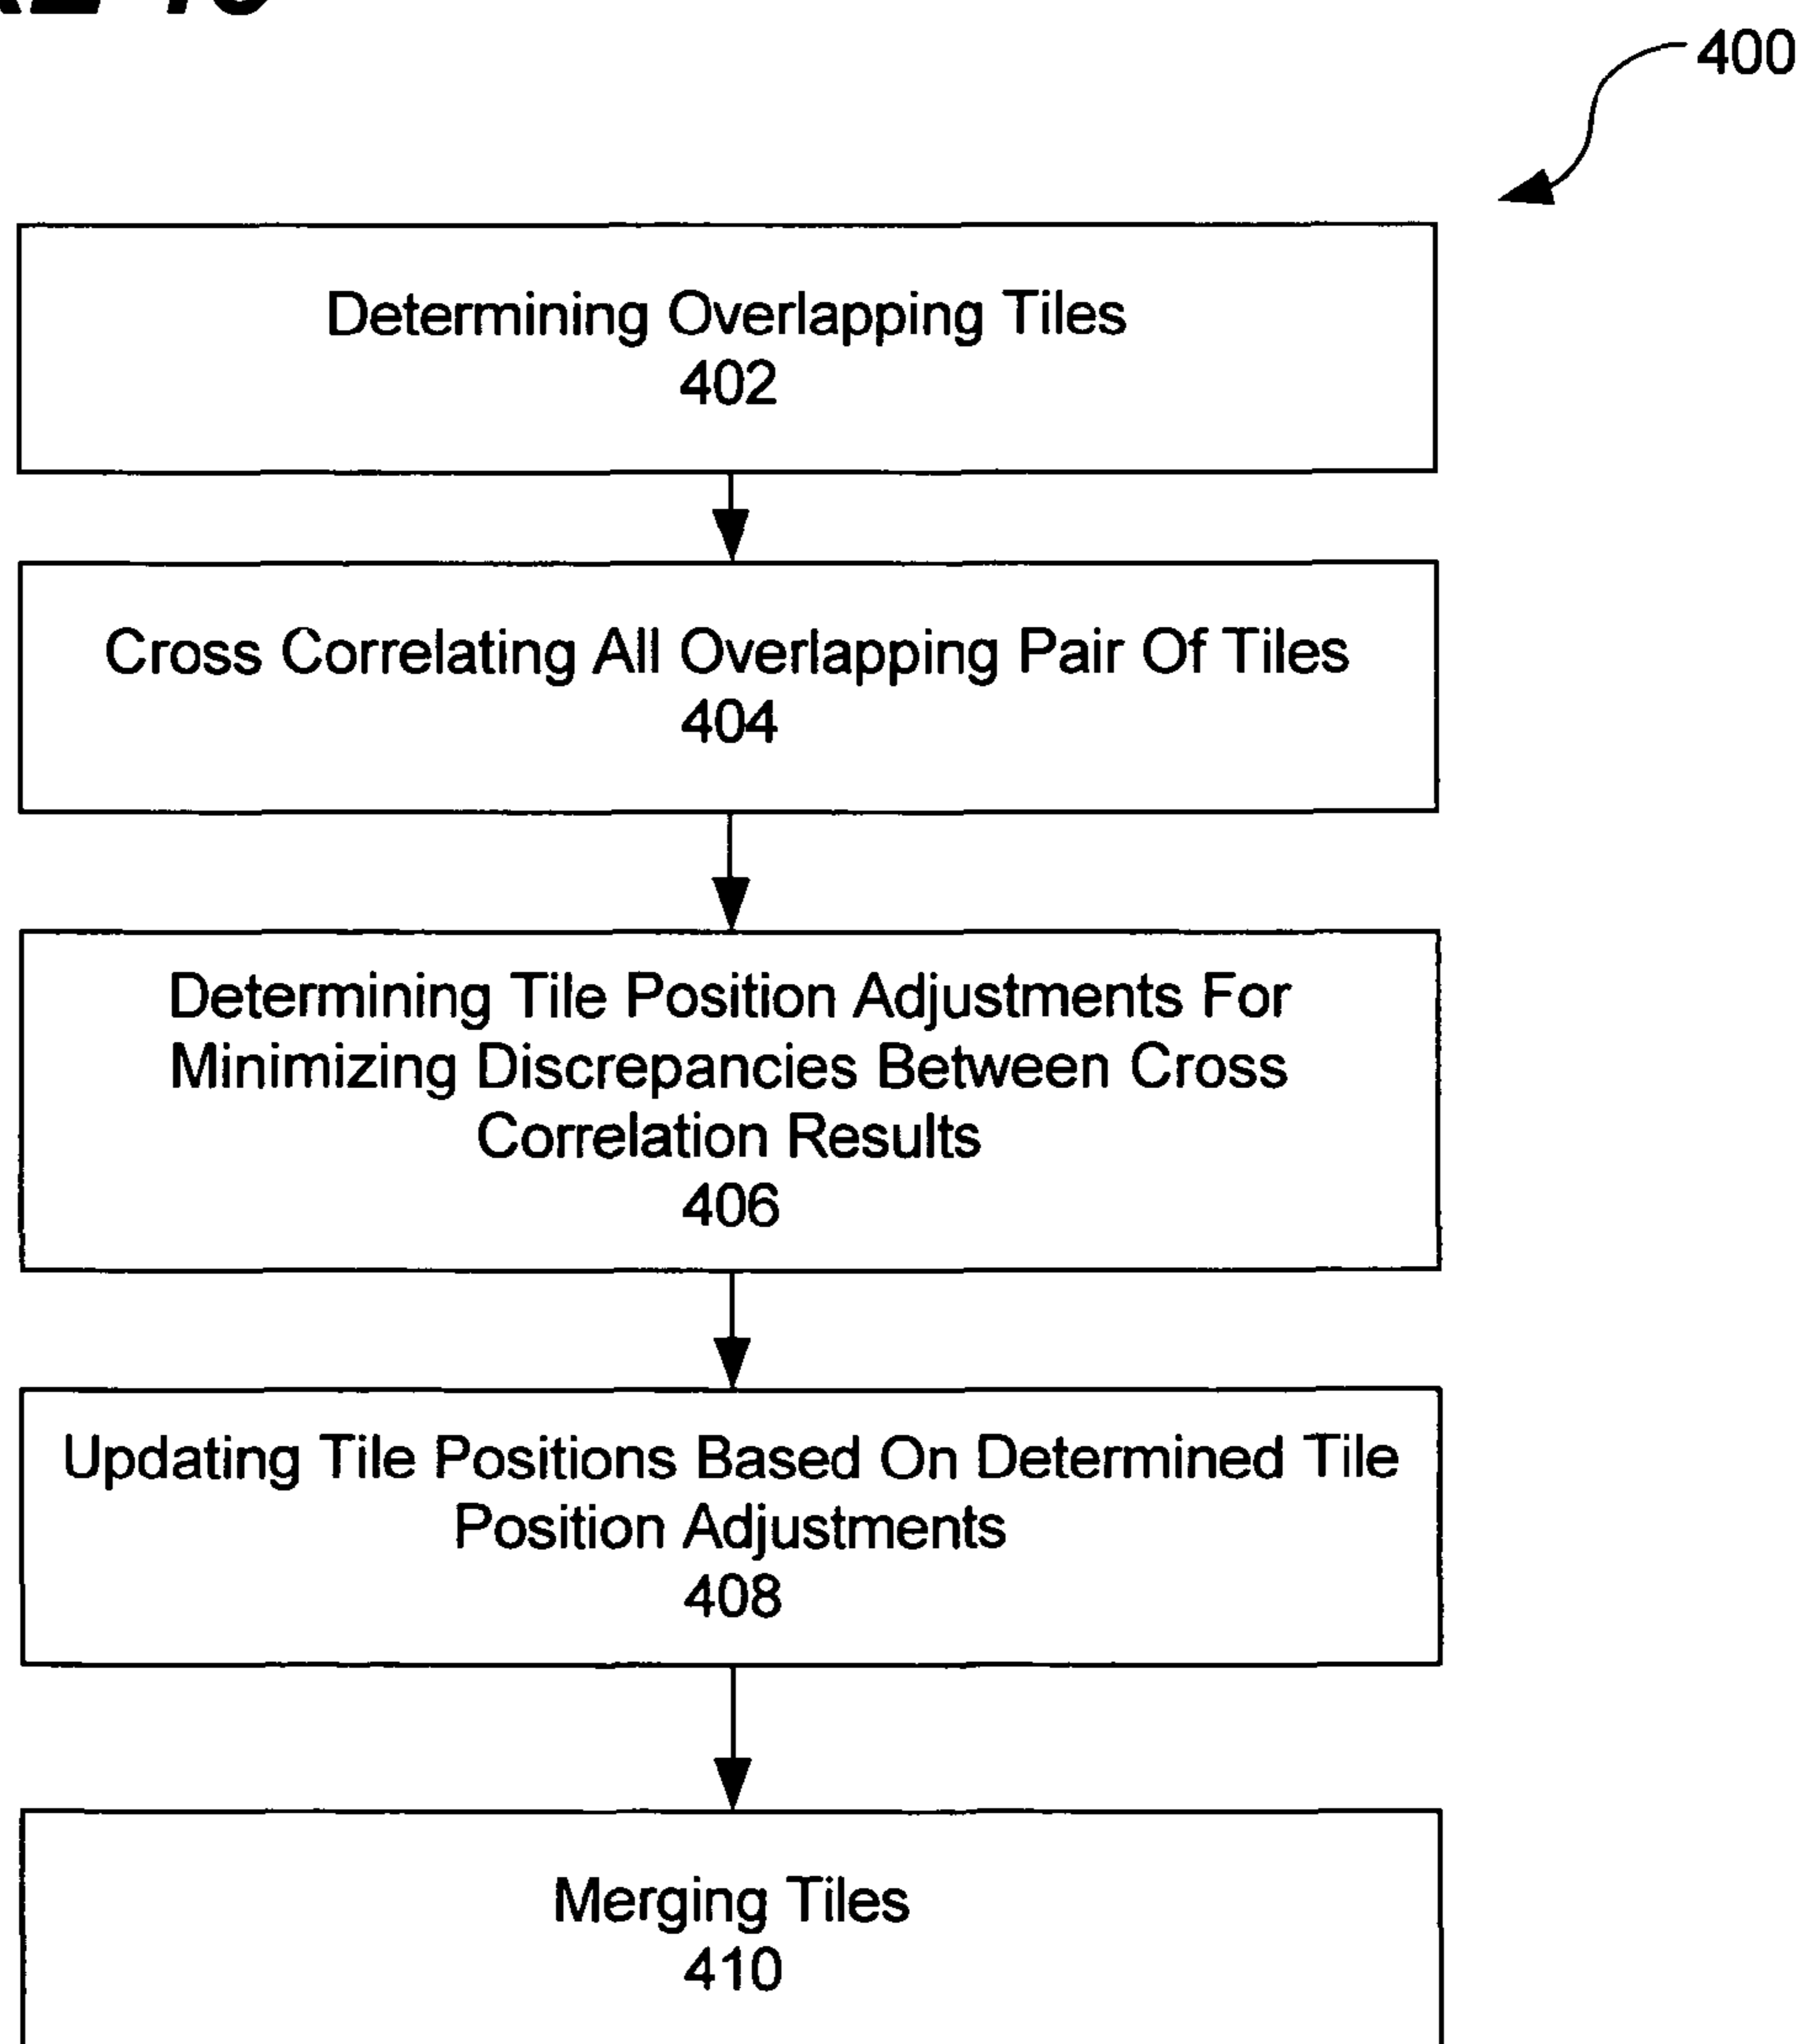 400
Determining Overlapping Tiles
402
Cross Correlating All Overlapping Pair Of Tiles
404
Determining Tile Position Adjustments For
Minimizing Discrepancies Between Cross
Correlation Results
406
Updating Tile Positions Based On Determined Tile
Position Adjustments
408
Merging Tiles
410